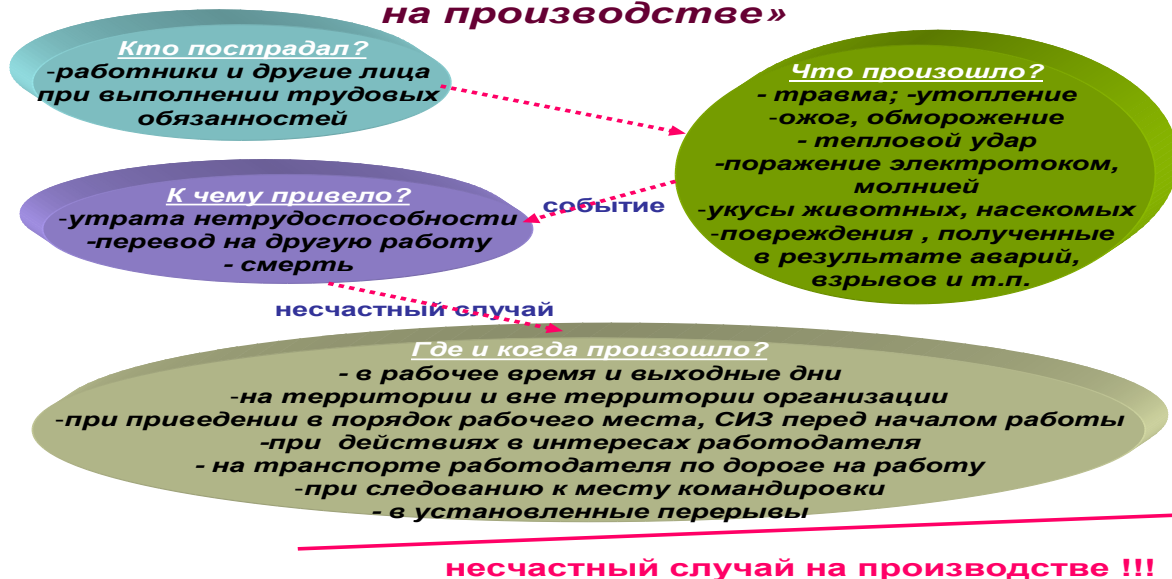 на производстве»
Кто пострадал?
-работники и другие лица
при выполнении трудовых
обязанностей
Что произошло?
- травма; -утопление
-ожог, обморожение
- тепловой удар
-поражение электротоком,
молнией
-укусы животных, насекомых
-повреждения , полученные
в результате аварий,
взрывов и т.п.
событие
К чему привело?
-утрата нетрудоспособности
-перевод на другую работу
- смерть
несчастный случай
Где и когда произошло?
- в рабочее время и выходные дни
-на территории и вне территории организации
-при приведении в порядок рабочего места, СИЗ перед началом работы
-при действиях в интересах работодателя
- на транспорте работодателя по дороге на работу
-при следованию к месту командировки
- в установленные перерывы
несчастный случай на производстве !!!